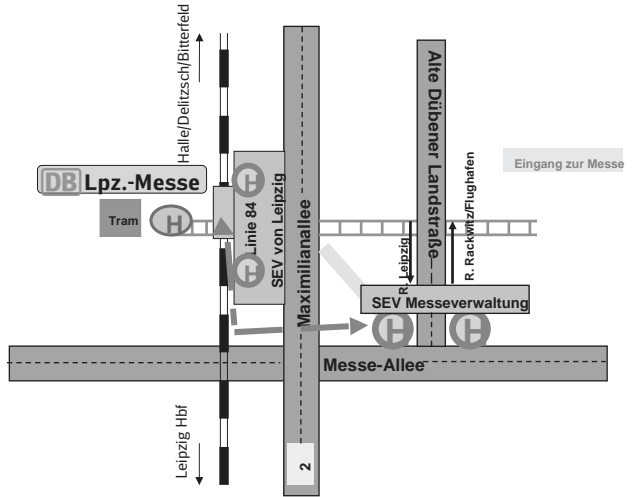 Halle/Delitzsch/Bitterfeld
Alte Dübener Landstraße
Eingang zur Messe
DB Lpz.-Messe
Tram
H
H
Linie 84
SEV von Leipzig
H
Maximilianallee
R. Leipzig
R. Rackwitz/Flughafen
SEV Messeverwaltung
H
H
Messe-Allee
Leipzig Hbf
2